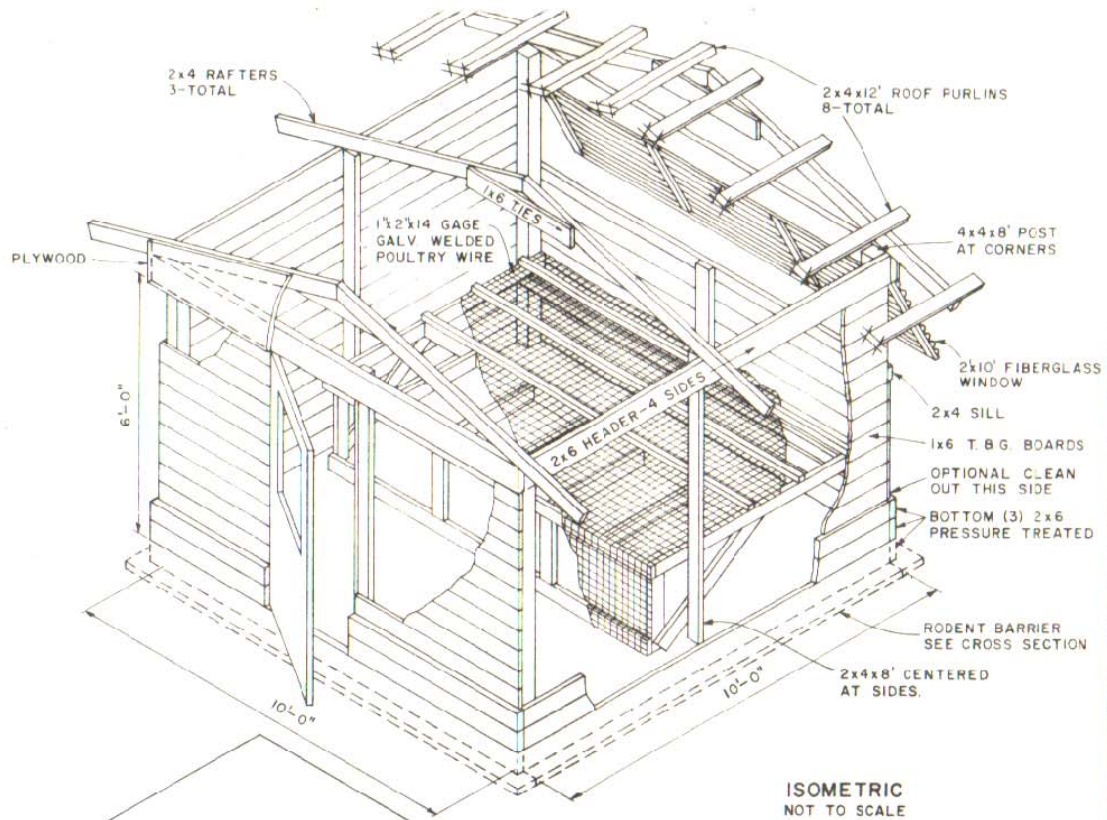 2x4 RAFTERS
3-TOTAL
2x4x12' ROOF PURLINS
8-TOTAL
1x6 TIES
1"x2"x14 GAGE
GALV. WELDED
POULTRY WIRE
4x4x8' POST
AT CORNERS
PLYWOOD
2'x10' FIBERGLASS
WINDOW
6'-0"
2x6 HEADER-4 SIDES
2x4 SILL
1x6 T. & G. BOARDS
OPTIONAL CLEAN
OUT THIS SIDE
BOTTOM (3) 2x6
PRESSURE TREATED
RODENT BARRIER
SEE CROSS SECTION
2x4x8' CENTERED
AT SIDES.
10'-0"
10'-0"
ISOMETRIC
NOT TO SCALE